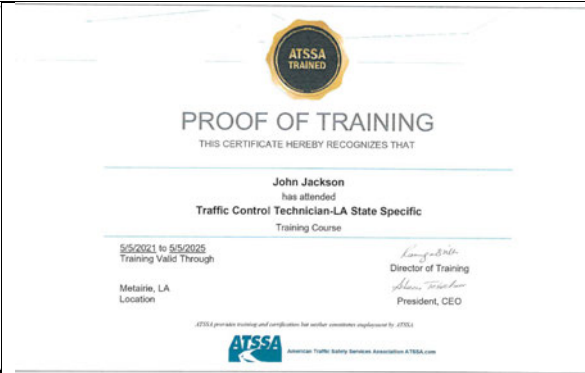 ATSSA
TRAINED
PROOF OF TRAINING
THIS CERTIFICATE HEREBY RECOGNIZES THAT
John Jackson
has attended
Traffic Control Technician-LA State Specific
Training Course
5/5/2021 to 5/5/2025
Training Valid Through
Director of Training
Metairie, LA
Location
President, CEO
ATSSA provides training and certification but neither constitutes employment by ATSSA
ATSSA
American Traffic Safety Services Association ATSSA.com